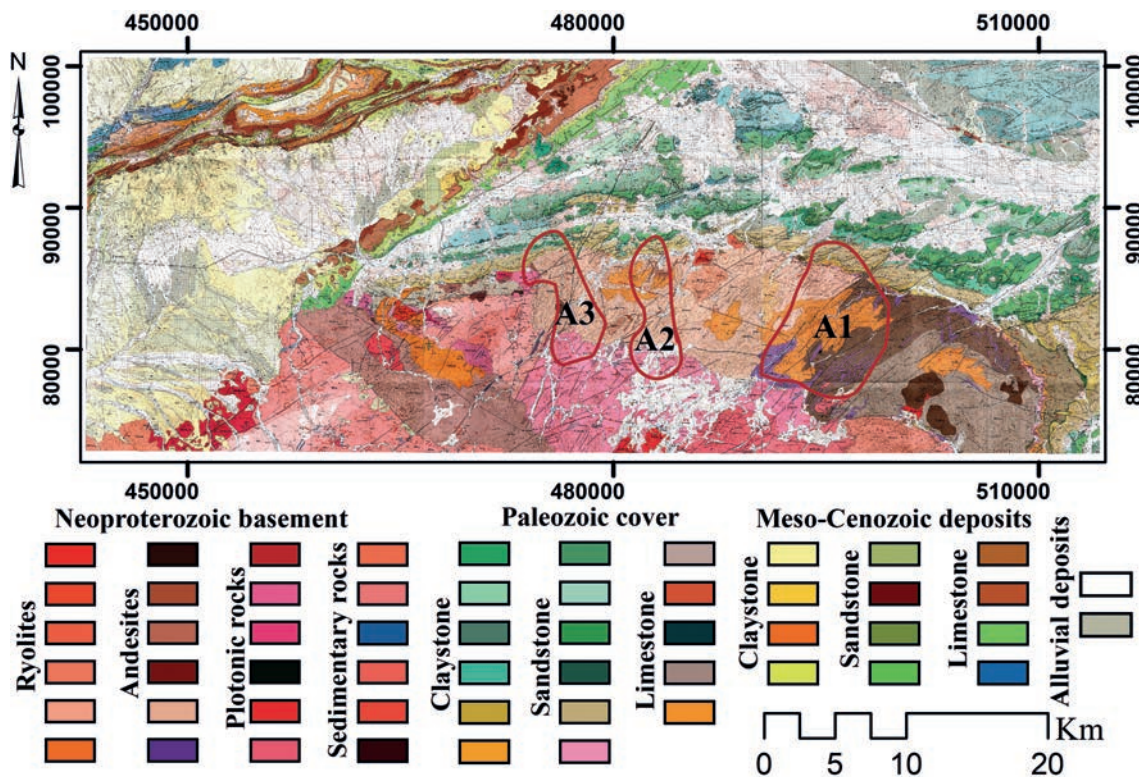 450000 480000 510000
N
S
100000 100000
90000 90000
80000 80000
A3 A2 A1
450000 480000 510000
Neoproterozoic basement Paleozoic cover Meso-Cenozoic deposits
Ryolites
Andesites
Plotonic rocks
Sedimentary rocks
Claystone
Sandstone
Limestone
Claystone
Sandstone
Limestone
Alluvial deposits
Km
0 5 10 20